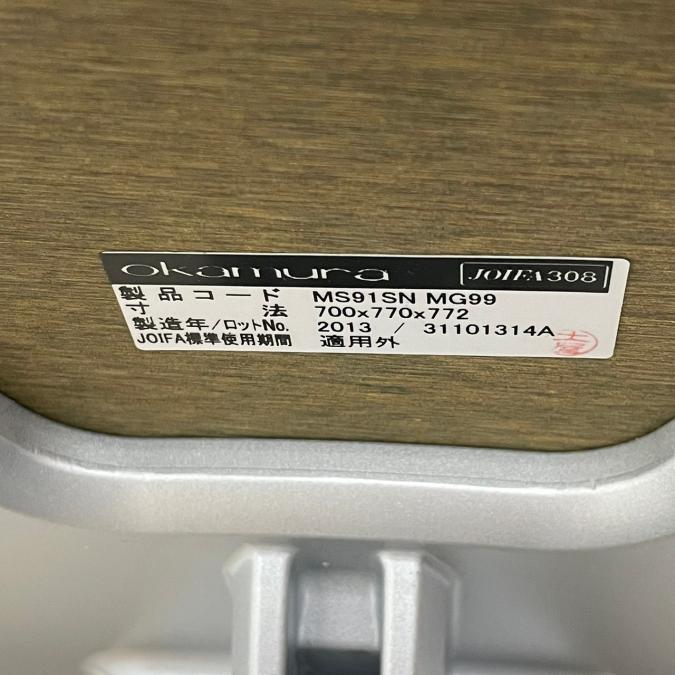 okamura JOIFA308
製品コード MS91SN MG99
寸法 700x770x772
製造年/ロットNo. 2013 / 31101314A
JOIFA標準使用期間 適用外